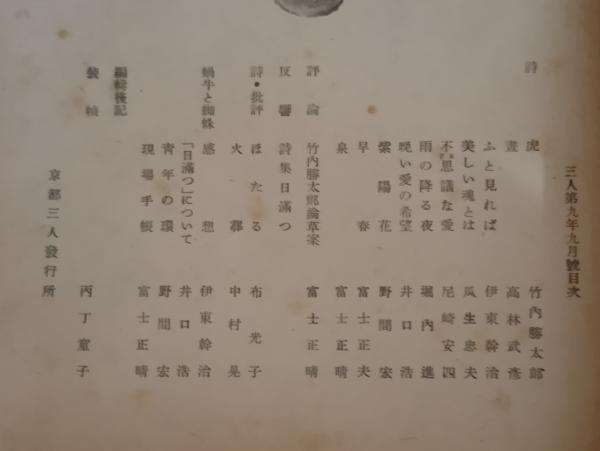 三人第九年九月號目次
詩
虎 竹內勝太郎
晝 高林武彥
ふと見れば 伊東幹治
美しい魂とは 瓜生忠夫
不思議な愛 尼崎安四
雨の降る夜 堀內進
晩い愛の希望 井口浩
紫陽花 野間宏
早春 富士正夫
泉 富士正晴
評論 竹內勝太郎論草案 富士正晴
反響 詩集日滿つ
詩・批評 ほたる 布光子
火葬 中村晃
蝸牛と蜘蛛 感想 伊東幹治
「日滿つ」について 井口浩
靑年の環 野間宏
現場手帳 富士正晴
編輯後記
裝幀 丙丁童子
京都三人發行所